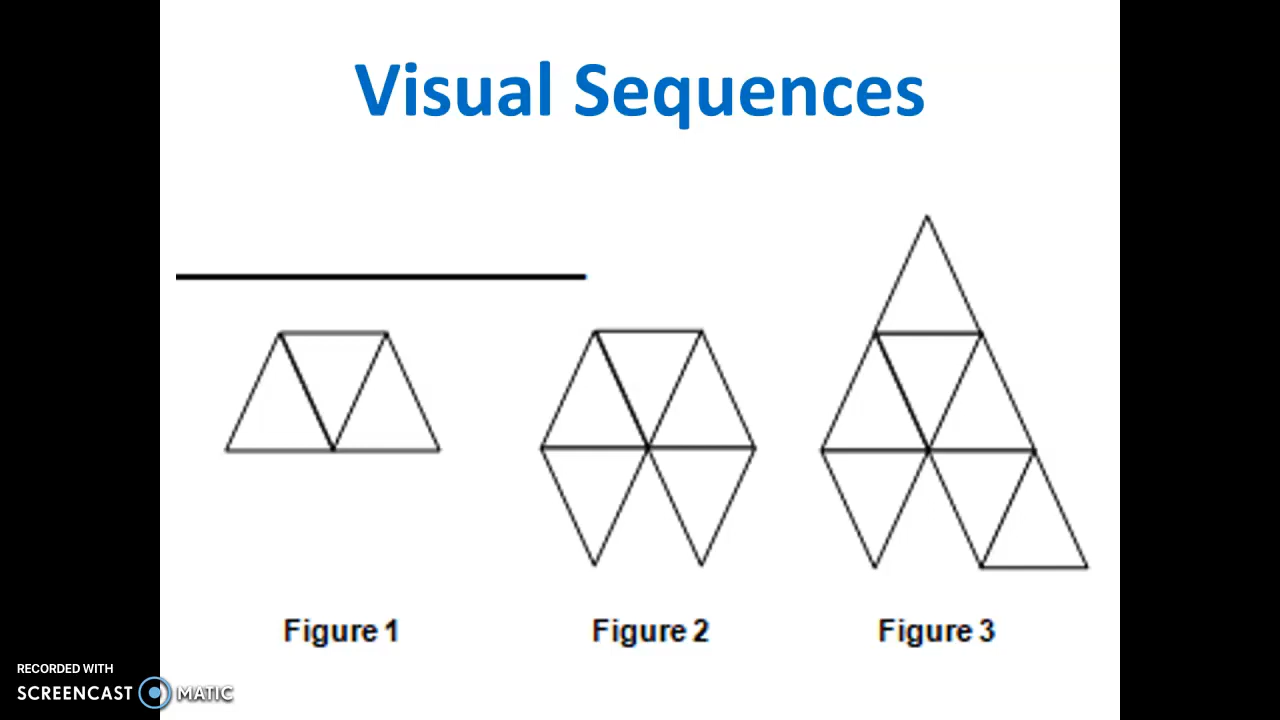 Visual Sequences
Figure 1
Figure 2
Figure 3
RECORDED WITH
SCREENCAST MATIC